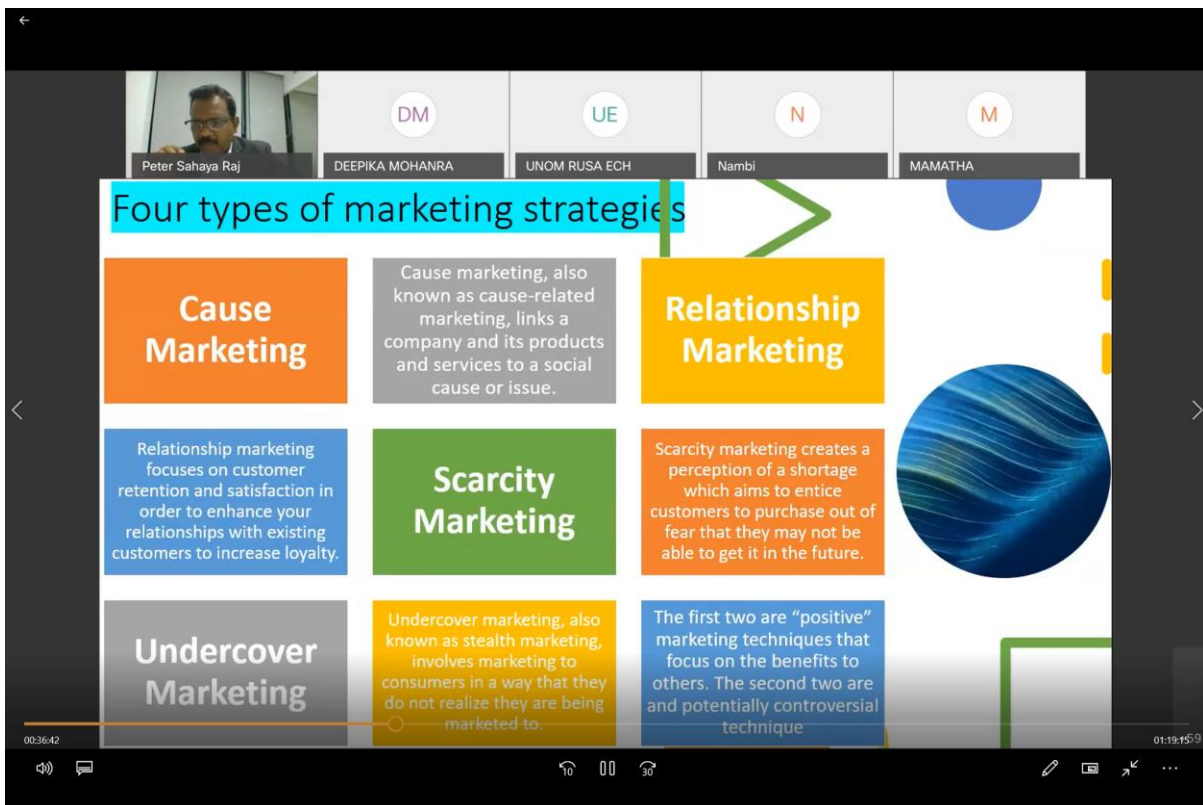 DM
UE
N
M
Peter Sahaya Raj
DEEPIKA MOHANRA
UNOM RUSA ECH
Nambi
MAMATHA
Four types of marketing strategies
Cause
Marketing
Cause marketing, also
known as cause-related
marketing, links a
company and its products
and services to a social
cause or issue.
Relationship
Marketing
Relationship marketing
focuses on customer
retention and satisfaction in
order to enhance your
relationships with existing
customers to increase loyalty.
Scarcity
Marketing
Scarcity marketing creates a
perception of a shortage
which aims to entice
customers to purchase out of
fear that they may not be
able to get it in the future.
Undercover
Marketing
Undercover marketing, also
known as stealth marketing,
involves marketing to
consumers in a way that they
do not realize they are being
marketed to.
The first two are “positive”
marketing techniques that
focus on the benefits to
others. The second two are
and potentially controversial
technique
00:36:42
01:19:15
10
30